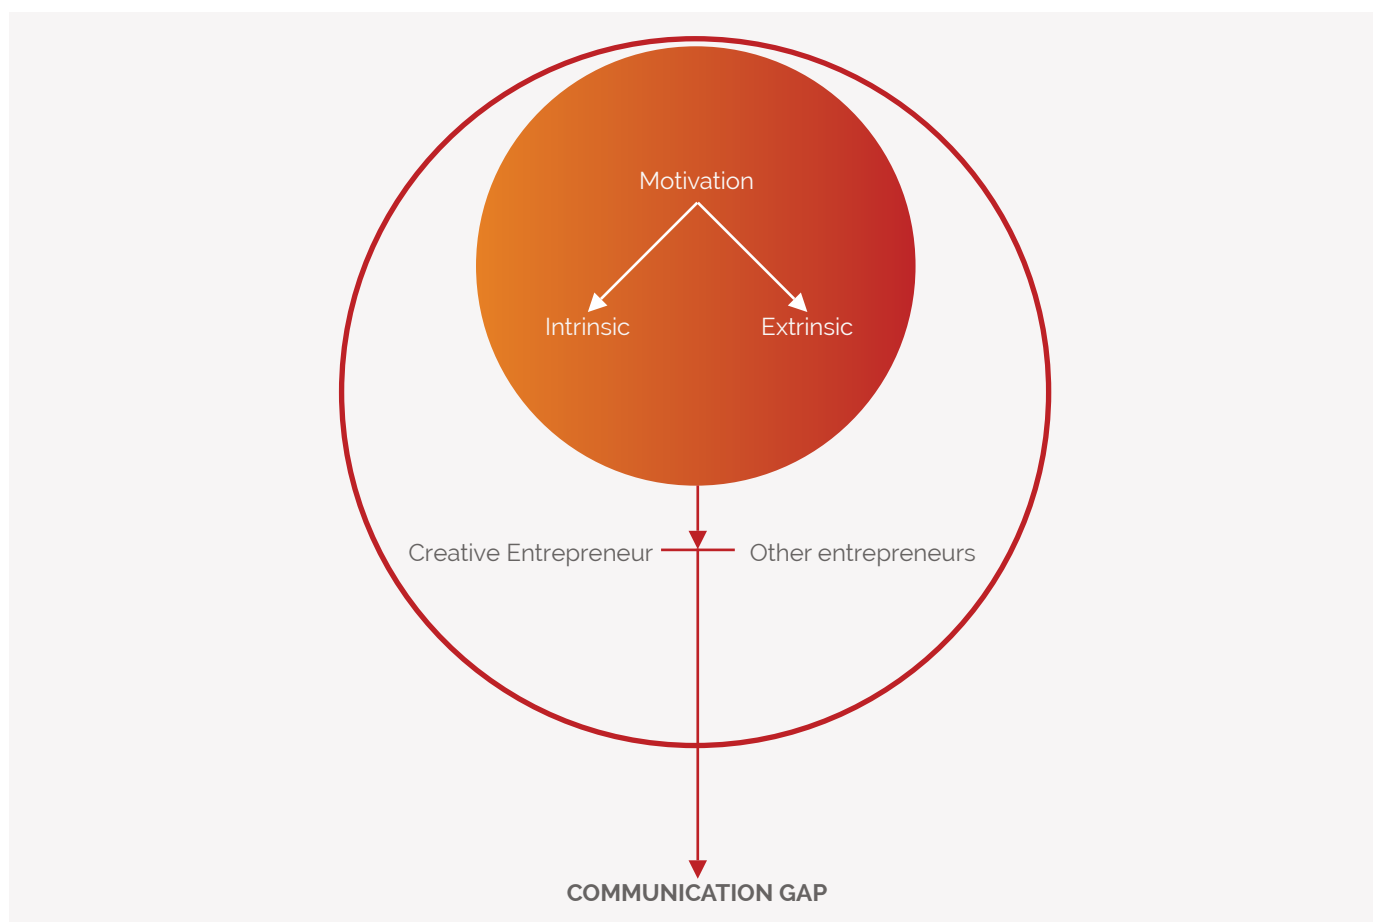 Motivation
Intrinsic
Extrinsic
Creative Entrepreneur
Other entrepreneurs
COMMUNICATION GAP